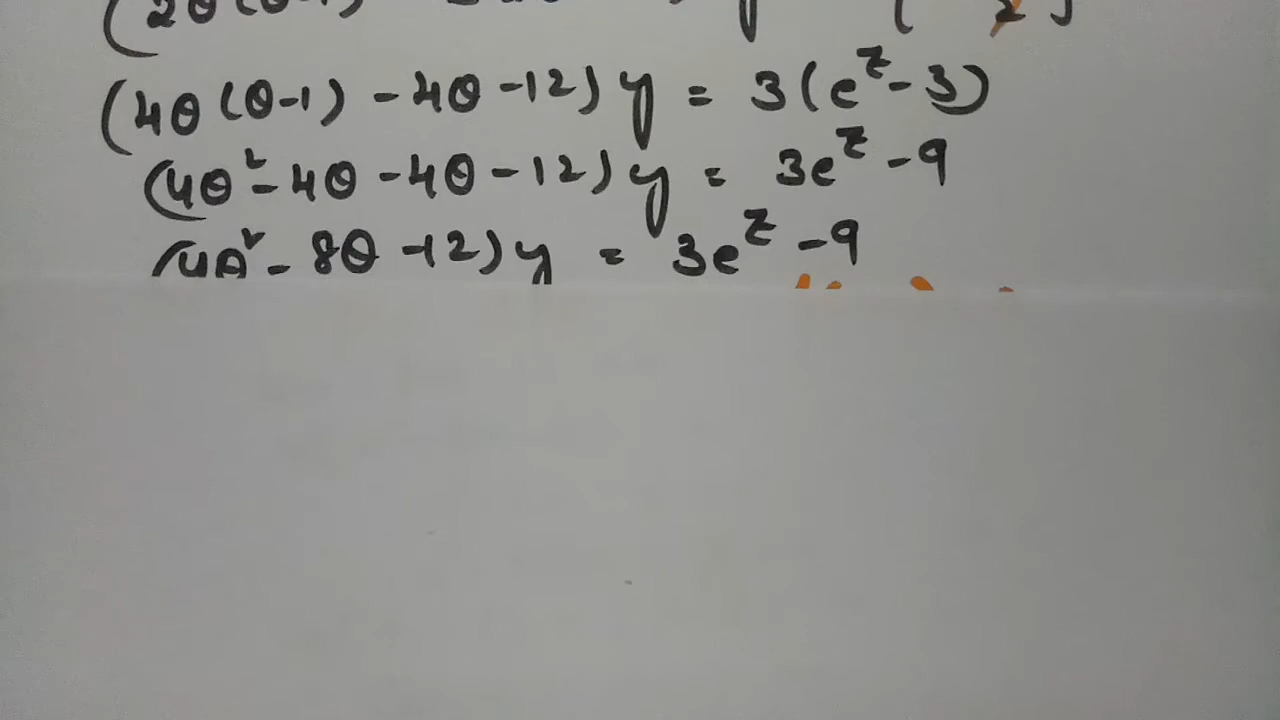 (4θ(θ-1) - 4θ - 12) y = 3(e^z - 3)
(4θ² - 4θ - 4θ - 12) y = 3e^z - 9
(4θ² - 8θ - 12) y = 3e^z - 9